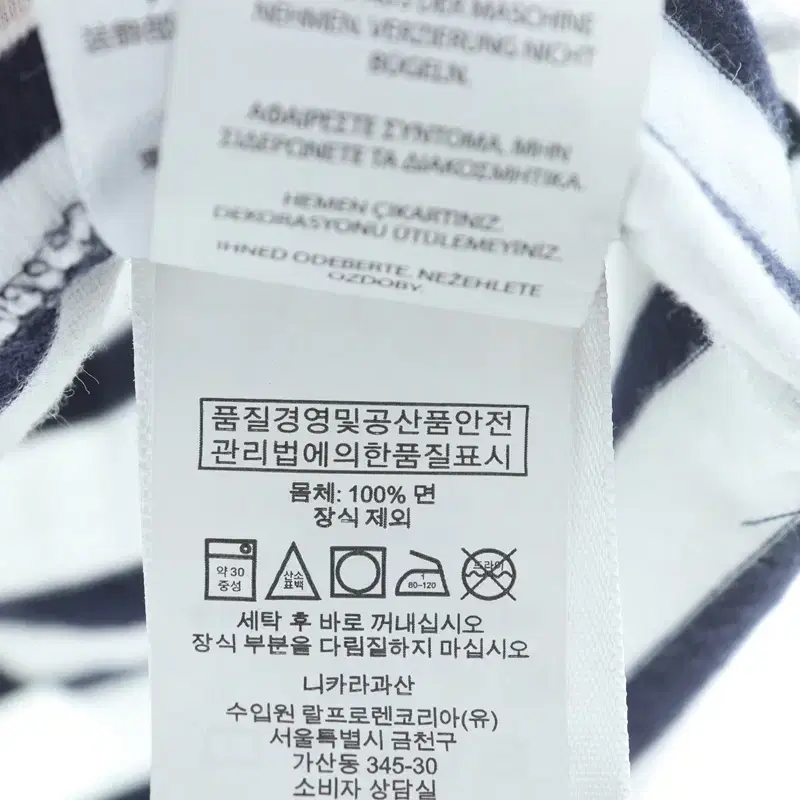 NEHMEN. VERZIERUNG NICHT
BÜGELN.
ΑΦΑΙΡΕΣΤΕ ΣΥΝΤΟΜΑ. ΜΗΝ
ΣΙΔΕΡΩΝΕΤΕ ΤΑ ΔΙΑΚΟΣΜΗΤΙΚΑ.
HEMEN ÇIKARTINIZ.
DEKORASYONU ÜTÜLEMEYİNİZ.
IHNED ODEBERTE. NEŽEHLETE
OZDOBY.
품질경영및공산품안전
관리법에의한품질표시
몸체: 100% 면
장식 제외
약 30
중성
산소
표백
1
80-120
드라이
세탁 후 바로 꺼내십시오
장식 부분을 다림질하지 마십시오
니카라과산
수입원 랄프로렌코리아(유)
서울특별시 금천구
가산동 345-30
소비자 상담실